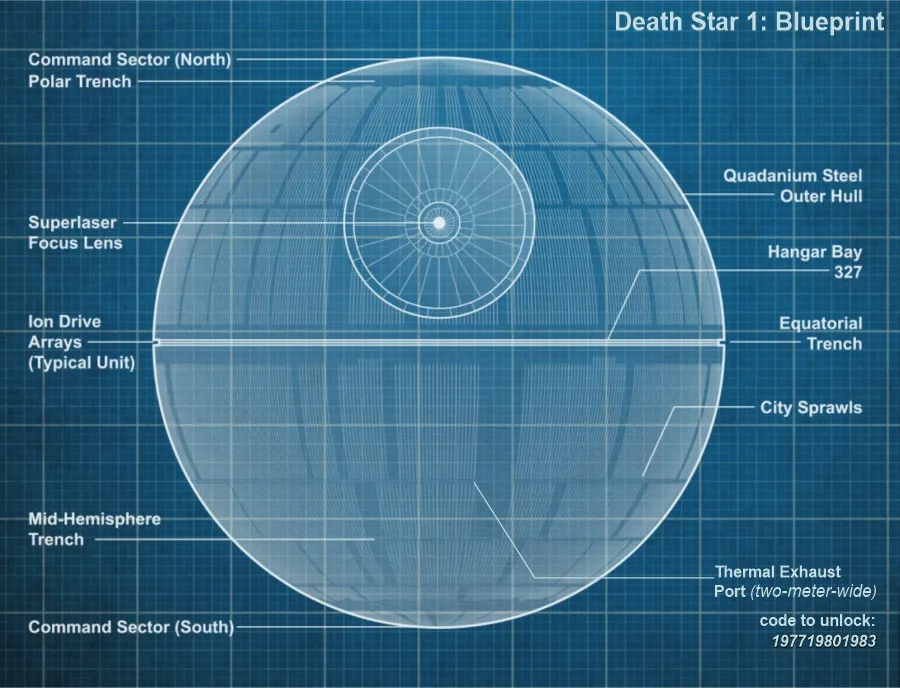 Death Star 1: Blueprint
Command Sector (North)
Polar Trench
Superlaser
Focus Lens
Ion Drive
Arrays
(Typical Unit)
Mid-Hemisphere
Trench
Command Sector (South)
Quadanium Steel
Outer Hull
Hangar Bay
327
Equatorial
Trench
City Sprawls
Thermal Exhaust
Port (two-meter-wide)
code to unlock:
197719801983